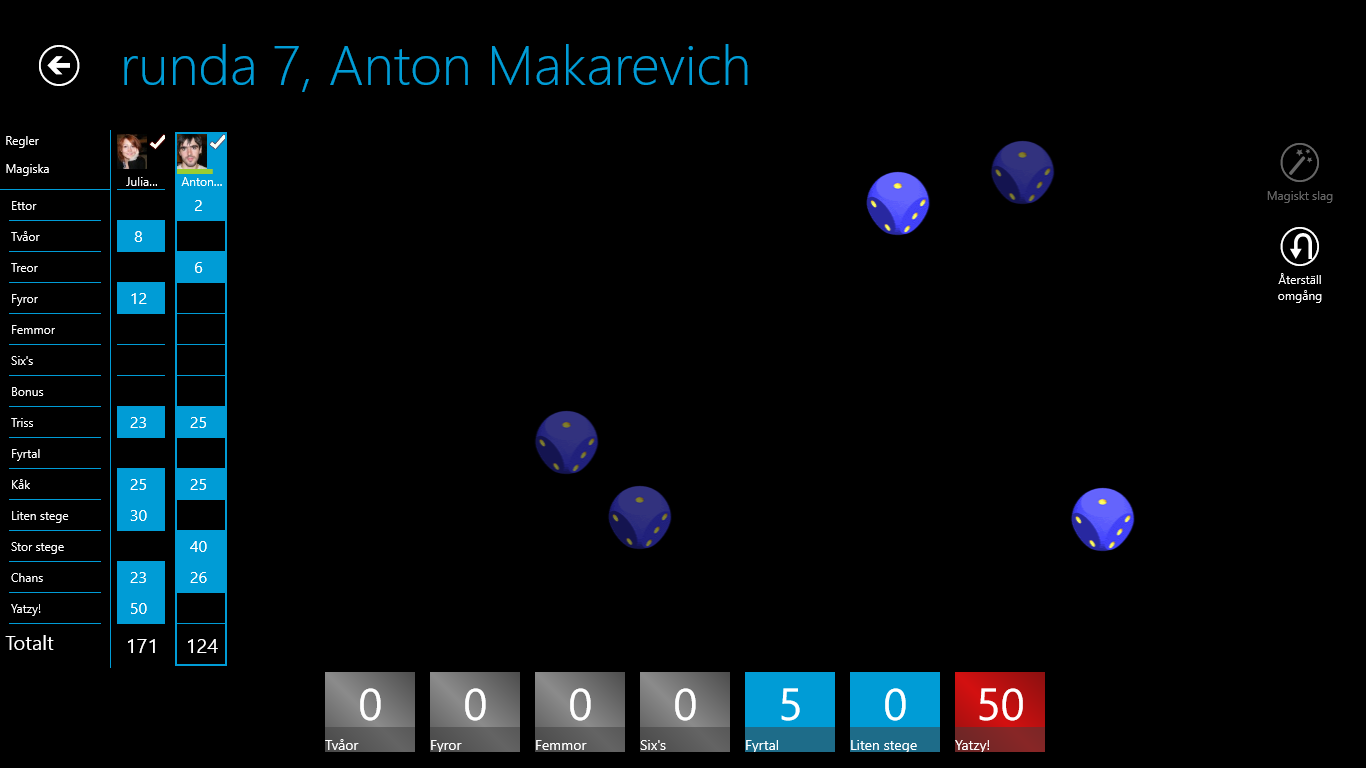 runda 7, Anton Makarevich
Regler
Magiska
Julia... Anton...
Ettor 2
Tvåor 8
Treor 6
Fyror 12
Femmor
Six's
Bonus
Triss 23 25
Fyrtal
Kåk 25 25
Liten stege 30
Stor stege 40
Chans 23 26
Yatzy! 50
Totalt 171 124
Magiskt slag
Återställ
omgång
0 0 0 0 5 0 50
Tvåor Fyror Femmor Six's Fyrtal Liten stege Yatzy!